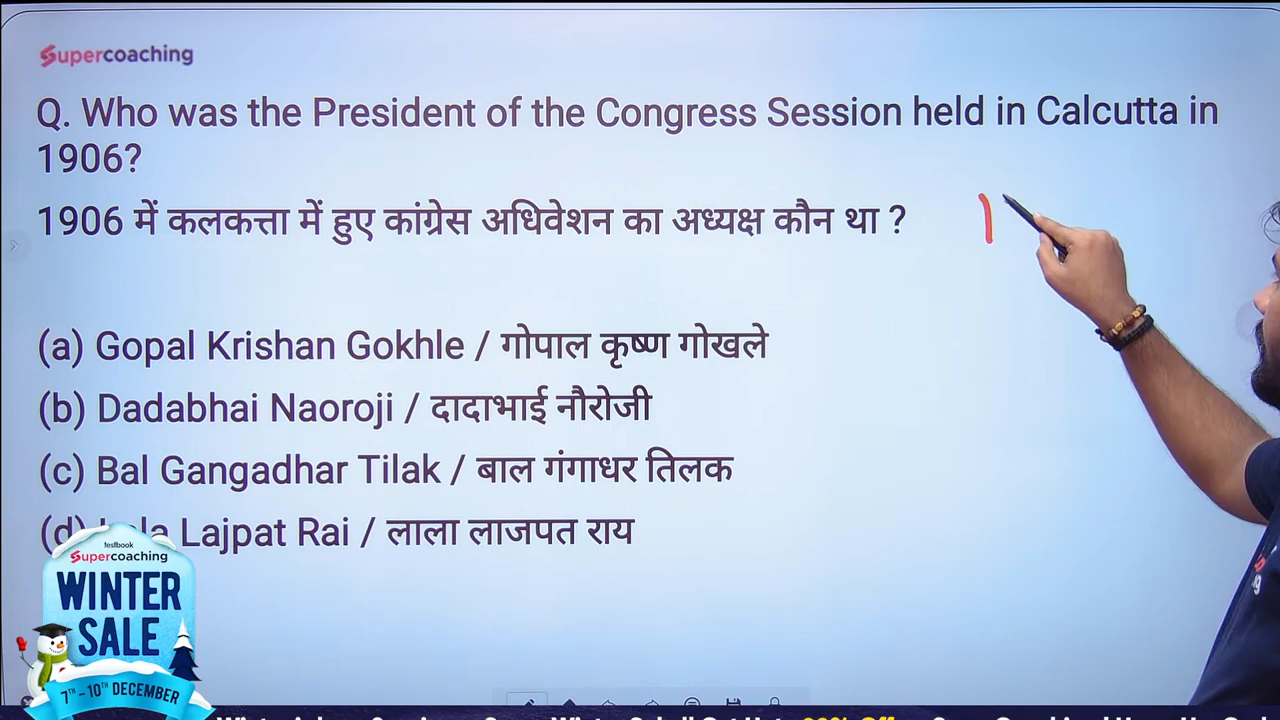 Supercoaching
Q. Who was the President of the Congress Session held in Calcutta in
1906?
1906 में कलकत्ता में हुए कांग्रेस अधिवेशन का अध्यक्ष कौन था ?
(a) Gopal Krishan Gokhle / गोपाल कृष्ण गोखले
(b) Dadabhai Naoroji / दादाभाई नौरोजी
(c) Bal Gangadhar Tilak / बाल गंगाधर तिलक
(d) Lala Lajpat Rai / लाला लाजपत राय
testbook
Supercoaching
WINTER
SALE
7TH - 10TH DECEMBER